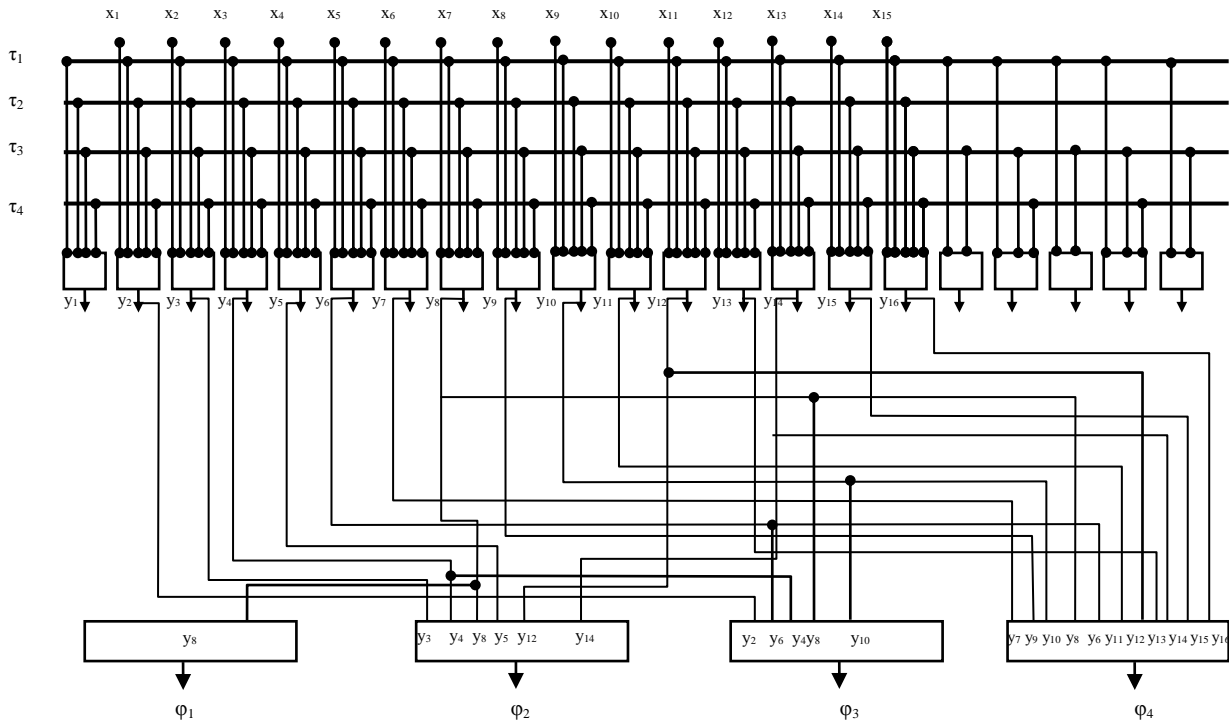 x₁ x₂ x₃ x₄ x₅ x₆ x₇ x₈ x₉ x₁₀ x₁₁ x₁₂ x₁₃ x₁₄ x₁₅
τ₁
τ₂
τ₃
τ₄
y₁ y₂ y₃ y₄ y₅ y₆ y₇ y₈ y₉ y₁₀ y₁₁ y₁₂ y₁₃ y₁₄ y₁₅ y₁₆
y₈ y₃ y₄ y₈ y₅ y₁₂ y₁₄ y₂ y₆ y₄ y₈ y₁₀ y₇ y₉ y₁₀ y₈ y₆ y₁₁ y₁₂ y₁₃ y₁₄ y₁₅ y₁₆
φ₁ φ₂ φ₃ φ₄